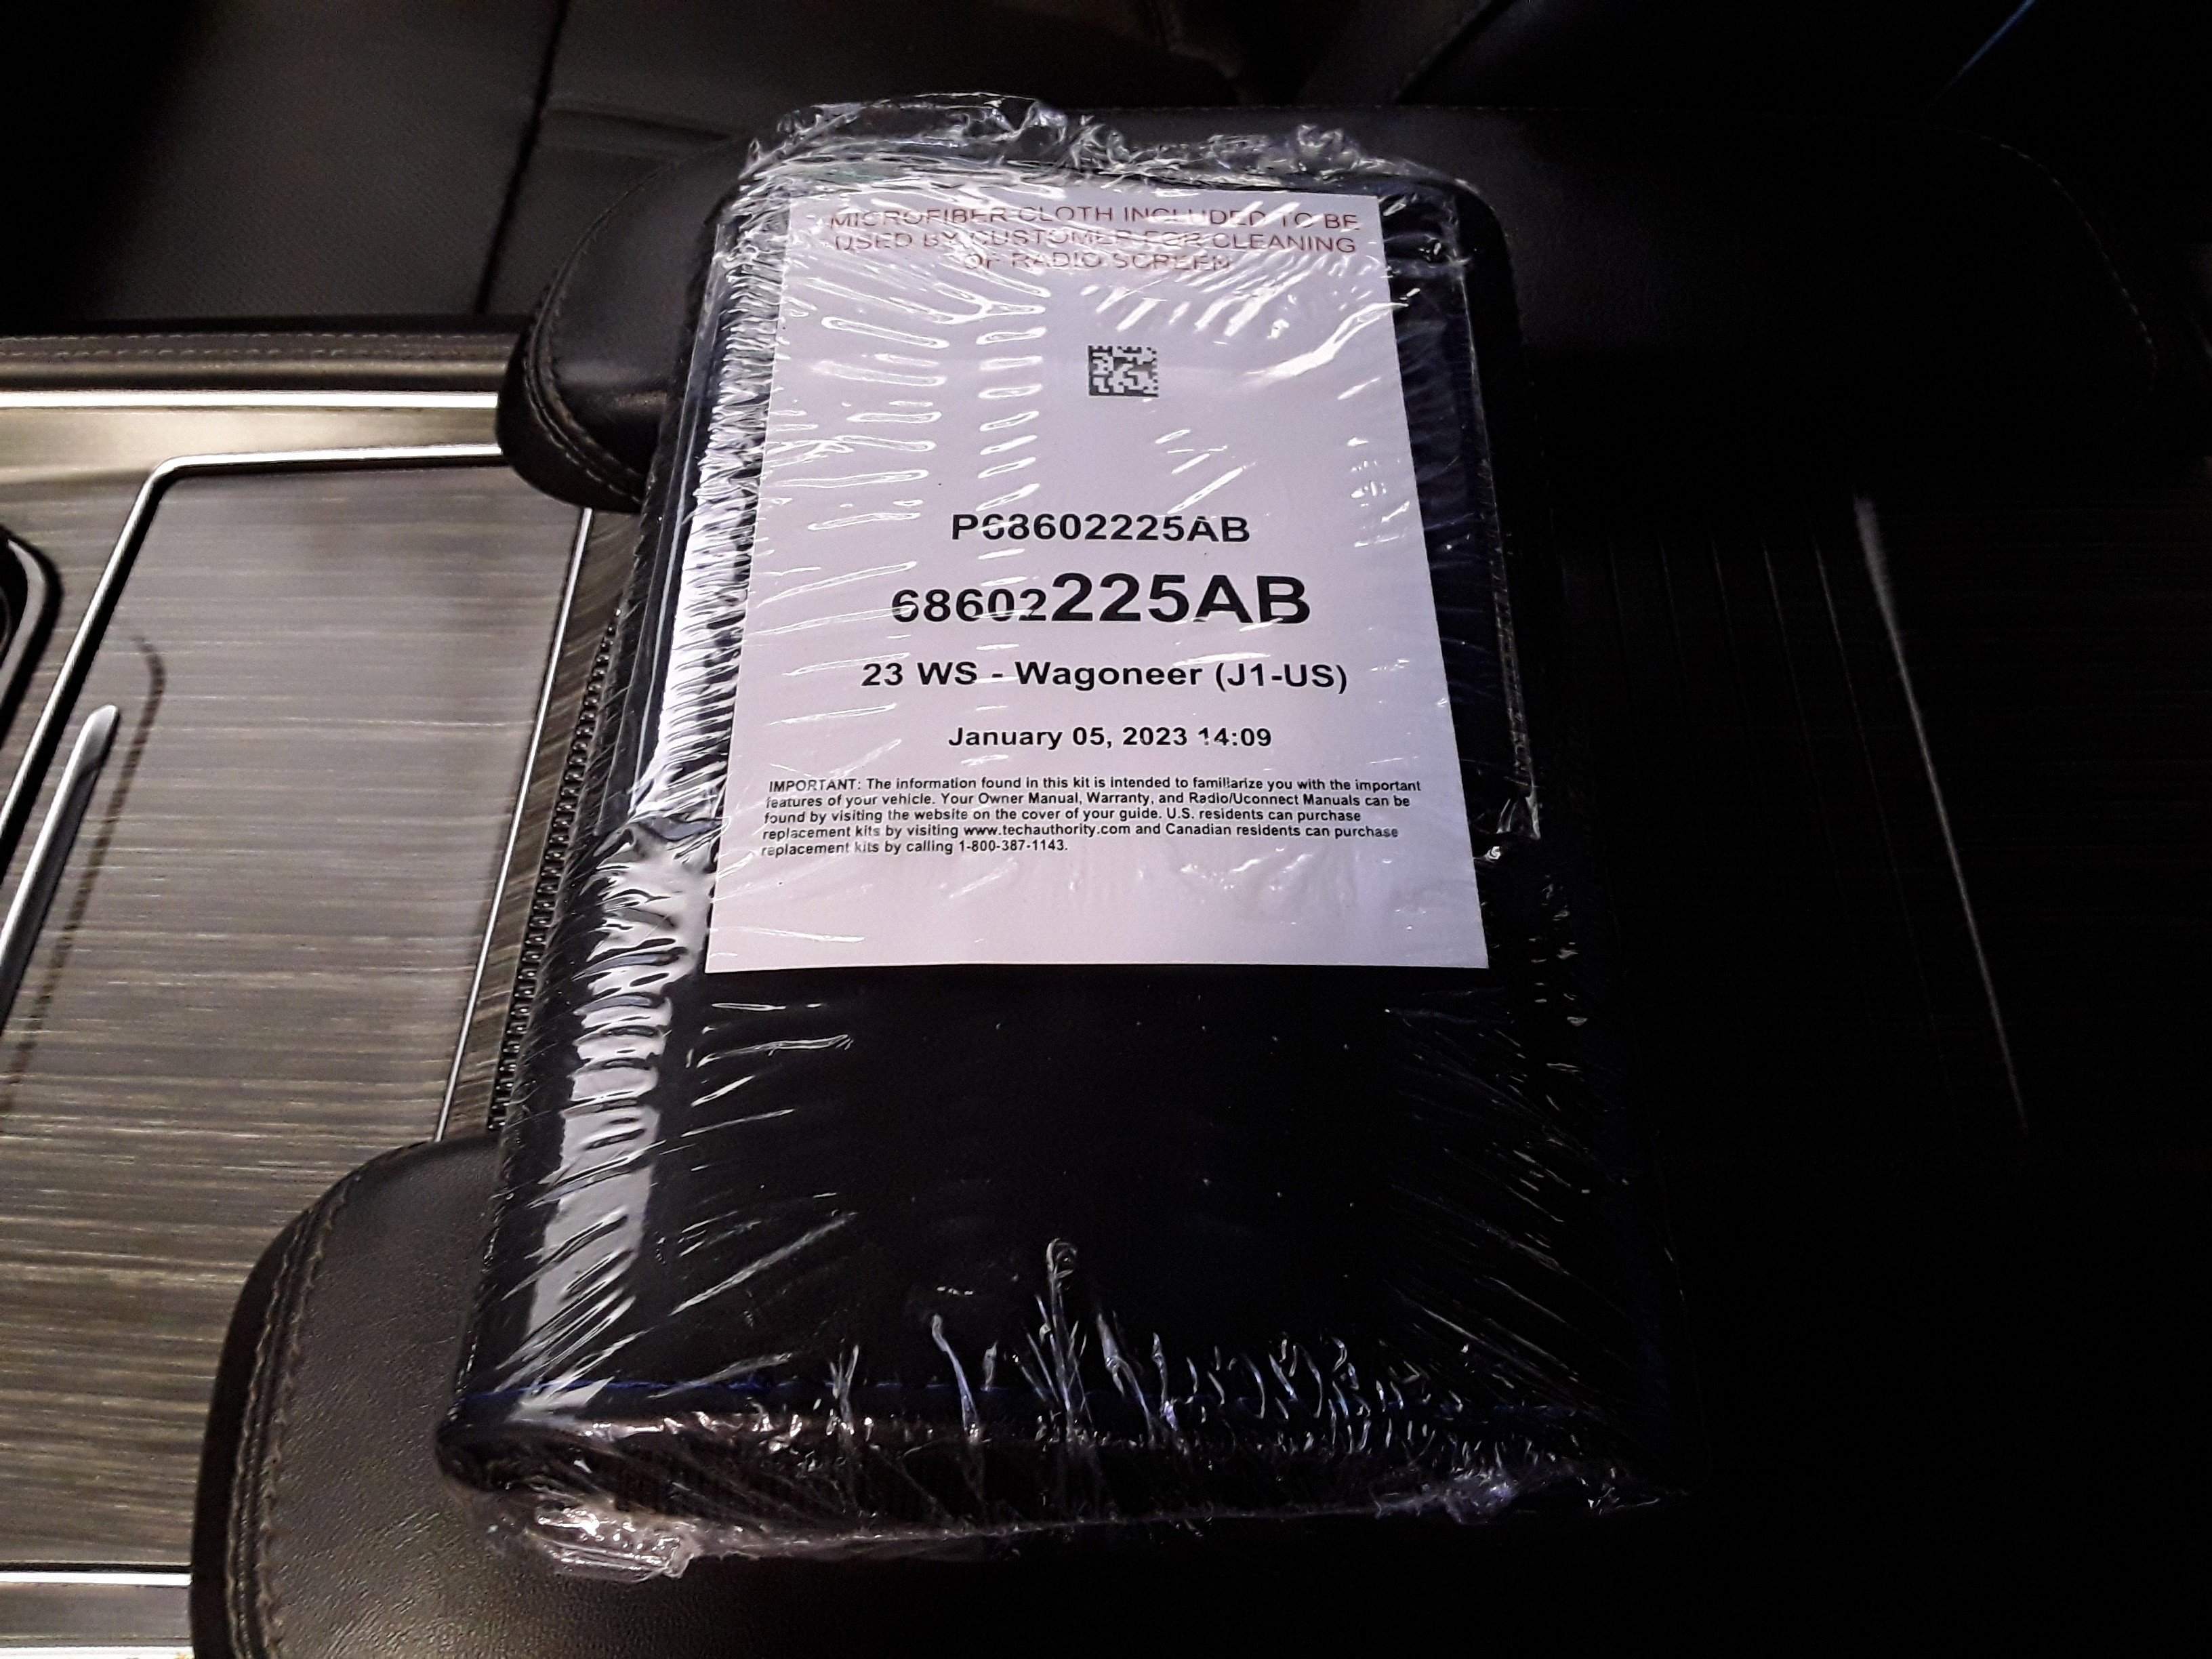 MICROFIBER CLOTH INCLUDED TO BE
USED BY CUSTOMER FOR CLEANING
OF RADIO SCREEN
P68602225AB
68602225AB
23 WS - Wagoneer (J1-US)
January 05, 2023 14:09
IMPORTANT: The information found in this kit is intended to familiarize you with the important
features of your vehicle. Your Owner Manual, Warranty, and Radio/Uconnect Manuals can be
found by visiting the website on the cover of your guide. U.S. residents can purchase
replacement kits by visiting www.techauthority.com and Canadian residents can purchase
replacement kits by calling 1-800-387-1143.